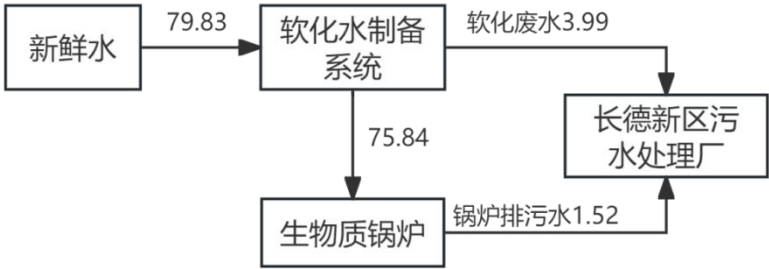 新鲜水
79.83
软化水制备
系统
软化废水3.99
长德新区污
水处理厂
75.84
生物质锅炉
锅炉排污水1.52